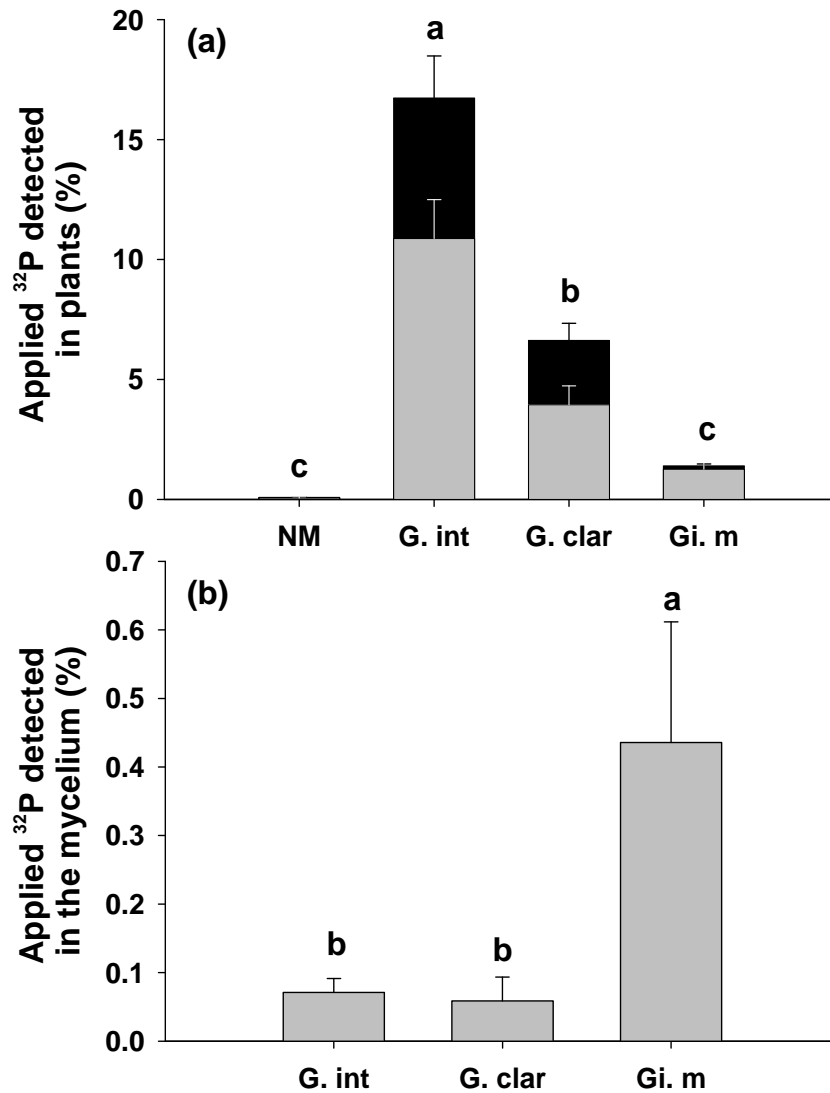 (a)
Applied ³²P detected
in plants (%)
20
15
10
5
0
a
b
c
c
NM G. int G. clar Gi. m
(b)
Applied ³²P detected
in the mycelium (%)
0.7
0.6
0.5
0.4
0.3
0.2
0.1
0.0
a
b b
G. int G. clar Gi. m